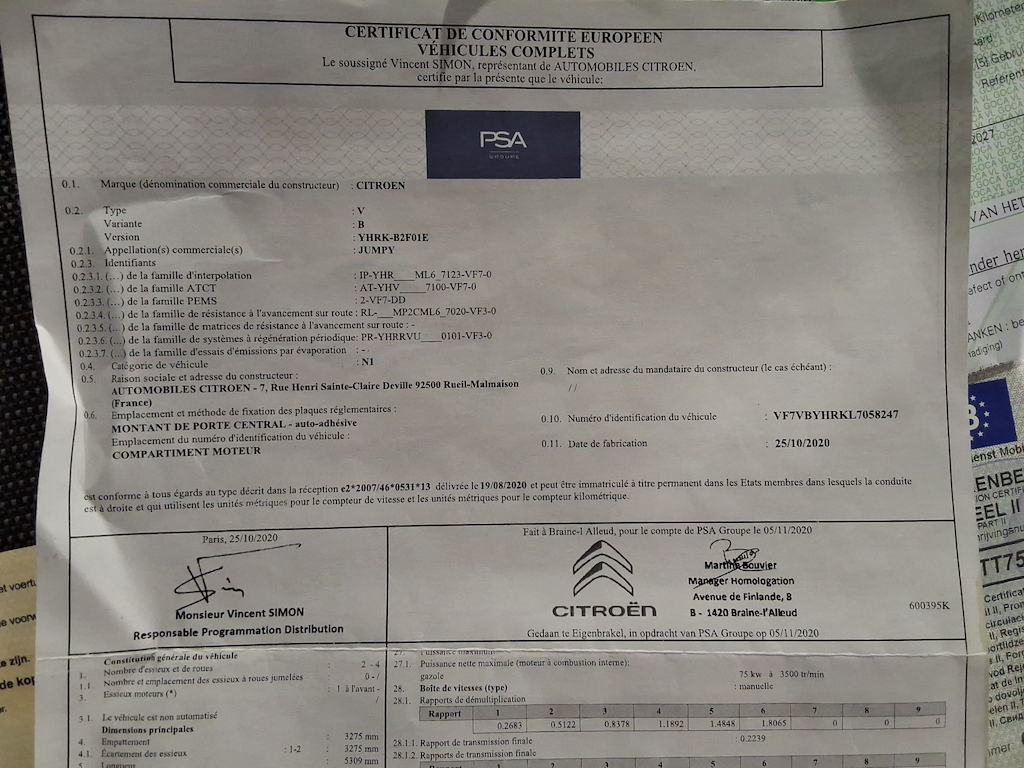 CERTIFICAT DE CONFORMITE EUROPEEN
VÉHICULES COMPLETS
Le soussigné Vincent SIMON, représentant de AUTOMOBILES CITROEN,
certifie par la présente que le véhicule:
PSA
GROUPE
0.1. Marque (dénomination commerciale du constructeur) : CITROEN
0.2. Type : V
Variante : B
Version : YHRK-B2F01E
0.2.1. Appellation(s) commerciale(s) : JUMPY
0.2.3. Identifiants
0.2.3.1. (...) de la famille d'interpolation : IP-YHR____ML6_7123-VF7-0
0.2.3.2. (...) de la famille ATCT : AT-YHV_____7100-VF7-0
0.2.3.3. (...) de la famille PEMS : 2-VF7-DD
0.2.3.4. (...) de la famille de résistance à l'avancement sur route : RL-___MP2CML6_7020-VF3-0
0.2.3.5. (...) de la famille de matrices de résistance à l'avancement sur route : -
0.2.3.6. (...) de la famille de systèmes à régénération périodique: PR-YHRRVU____0101-VF3-0
0.2.3.7. (...) de la famille d'essais d'émissions par évaporation : -
0.4. Catégorie de véhicule : N1
0.5. Raison sociale et adresse du constructeur :
AUTOMOBILES CITROEN - 7, Rue Henri Sainte-Claire Deville 92500 Rueil-Malmaison
(France)
0.6. Emplacement et méthode de fixation des plaques réglementaires :
MONTANT DE PORTE CENTRAL - auto-adhésive
Emplacement du numéro d'identification du véhicule :
COMPARTIMENT MOTEUR
0.9. Nom et adresse du mandataire du constructeur (le cas échéant) :
/ /
0.10. Numéro d'identification du véhicule : VF7VBYHRKL7058247
0.11. Date de fabrication : 25/10/2020
est conforme à tous égards au type décrit dans la réception e2*2007/46*0531*13 délivrée le 19/08/2020 et peut être immatriculé à titre permanent dans les Etats membres dans lesquels la conduite
est à droite et qui utilisent les unités métriques pour le compteur de vitesse et les unités métriques pour le compteur kilométrique.
Paris, 25/10/2020
Monsieur Vincent SIMON
Responsable Programmation Distribution
Fait à Braine-l Alleud, pour le compte de PSA Groupe le 05/11/2020
CITROËN
Martine Bouvier
Manager Homologation
Avenue de Finlande, 8
B - 1420 Braine-l'Alleud
600395K
Gedaan te Eigenbrakel, in opdracht van PSA Groupe op 05/11/2020
Constitution générale du véhicule
1. Nombre d'essieux et de roues : 2 - 4
1.1. Nombre et emplacement des essieux à roues jumelées : 0 - /
3. Essieux moteurs (*) : 1 à l'avant -
/
3.1. Le véhicule est non automatisé
Dimensions principales
4. Empattement : 3275 mm
4.1. Écartement des essieux : 1-2 : 3275 mm
5. Longueur 5309 mm
27. Puissance maximum
27.1. Puissance nette maximale (moteur à combustion interne):
gazole 75 kw à 3500 tr/min
28. Boîte de vitesses (type) : manuelle
28.1. Rapports de démultiplication
Rapport 1 2 3 4 5 6 7 8 9
0.2683 0.5122 0.8378 1.1892 1.4848 1.8065 0 0 0
28.1.1. Rapport de transmission finale : 0.2239
28.1.2. Rapports de transmission finale
Rapport 1 2 3 4 5 6 7 8 9
2027
VAN HET
B
TT75